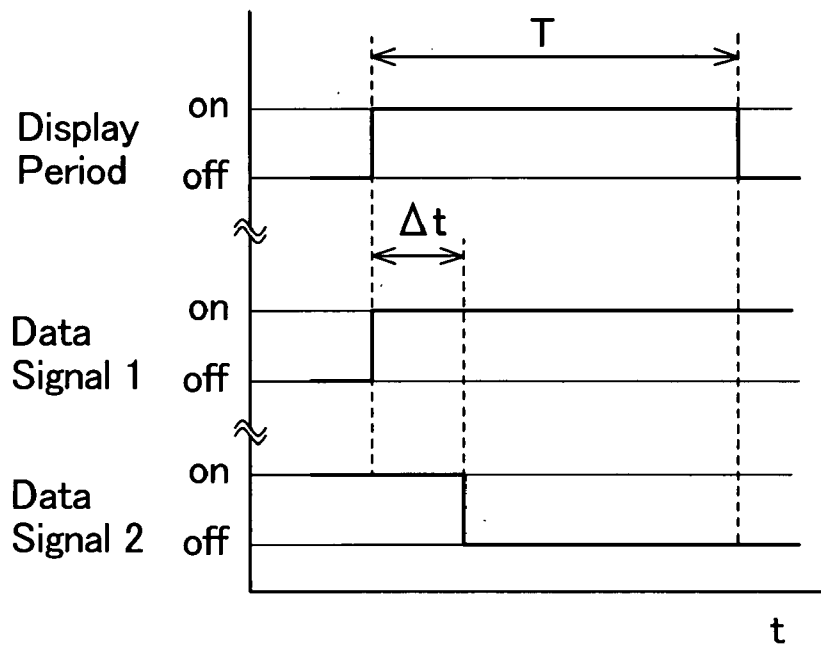 T
on
Display
Period
off
Δt
on
Data
Signal 1
off
on
Data
Signal 2
off
t